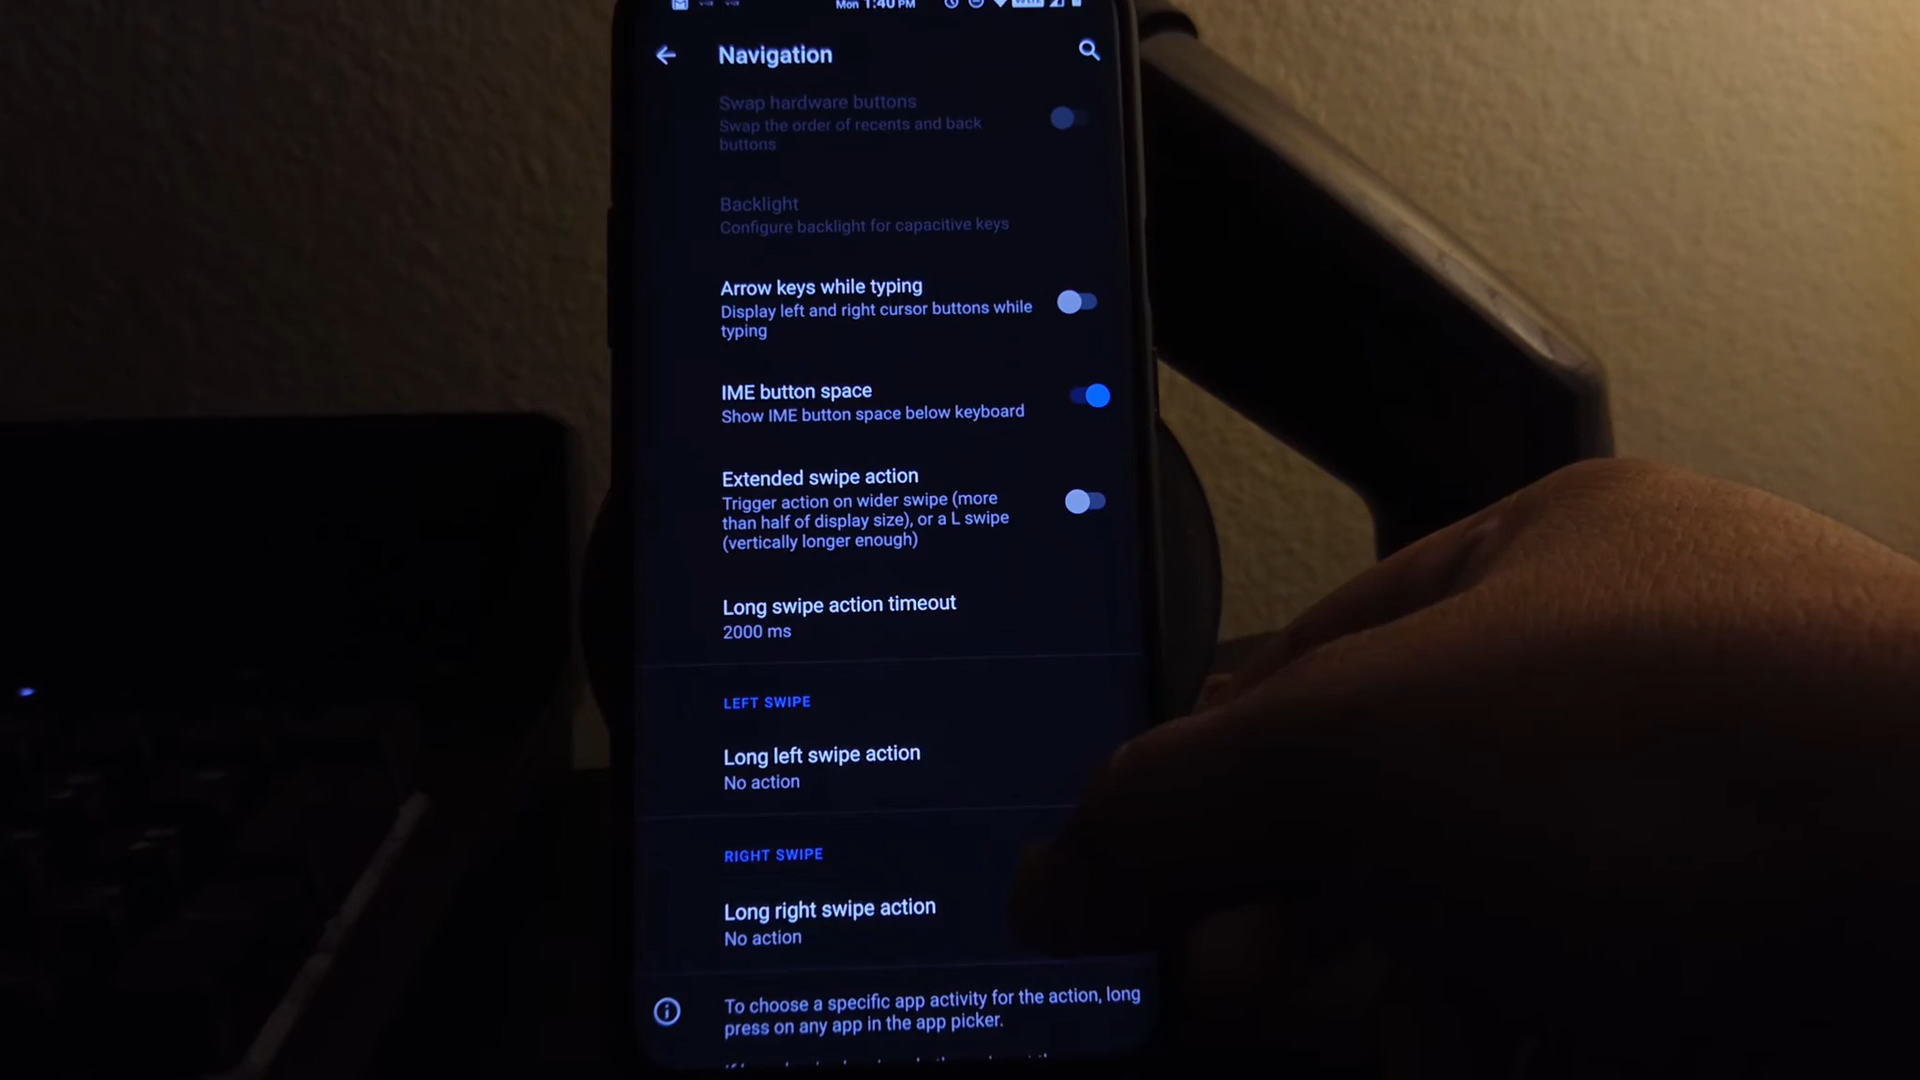 Mon 1:40 PM
Navigation
Swap hardware buttons
Swap the order of recents and back
buttons
Backlight
Configure backlight for capacitive keys
Arrow keys while typing
Display left and right cursor buttons while
typing
IME button space
Show IME button space below keyboard
Extended swipe action
Trigger action on wider swipe (more
than half of display size), or a L swipe
(vertically longer enough)
Long swipe action timeout
2000 ms
LEFT SWIPE
Long left swipe action
No action
RIGHT SWIPE
Long right swipe action
No action
To choose a specific app activity for the action, long
press on any app in the app picker.